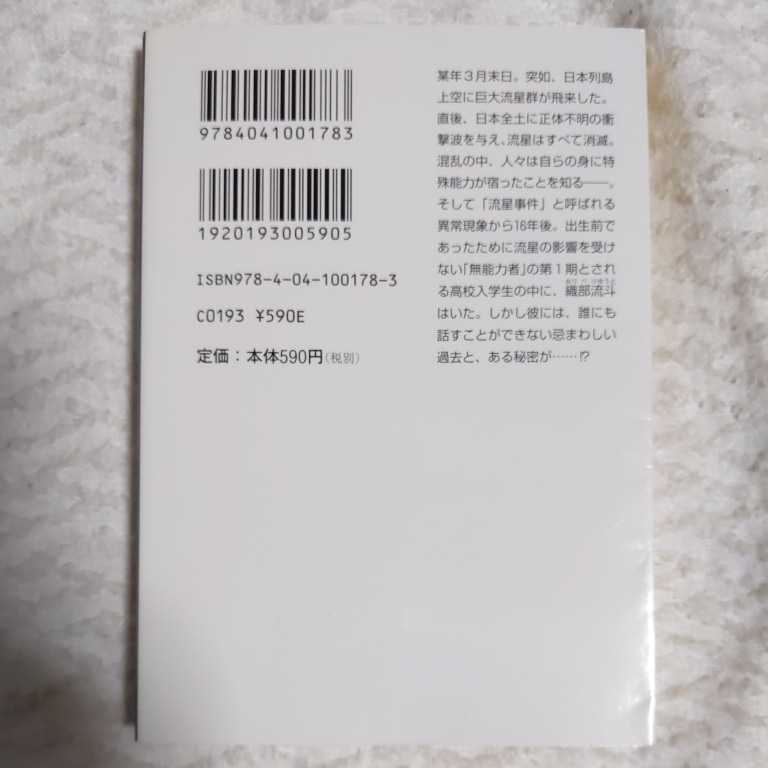 9784041001783
1920193005905
ISBN978-4-04-100178-3
C0193 ¥590E
定価：本体590円（税別）
某年３月末日。突如、日本列島
上空に巨大流星群が飛来した。
直後、日本全土に正体不明の衝
撃波を与え、流星はすべて消滅。
混乱の中、人々は自らの身に特
殊能力が宿ったことを知る――。
そして「流星事件」と呼ばれる
異常現象から16年後。出生前で
あったために流星の影響を受け
ない「無能力者」の第１期とされ
る高校入学生の中に、織部流斗
はいた。しかし彼には、誰にも
話すことができない忌まわしい
過去と、ある秘密が……!?